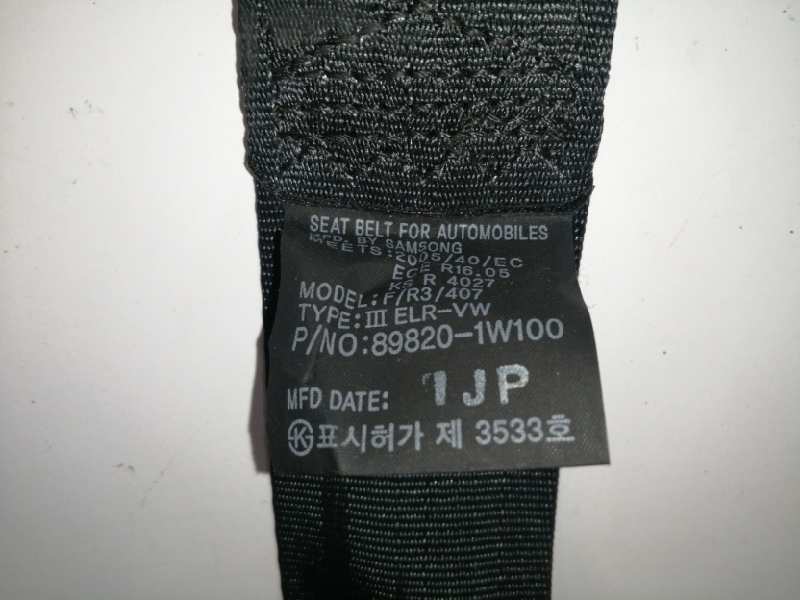 SEAT BELT FOR AUTOMOBILES
MFD. BY SAMSONG
MEETS:2005/40/EC
ECE R16.05
KS R 4027
MODEL:F/R3/407
TYPE:III ELR-VW
P/NO:89820-1W100
MFD DATE: 1JP
표시허가 제 3533호